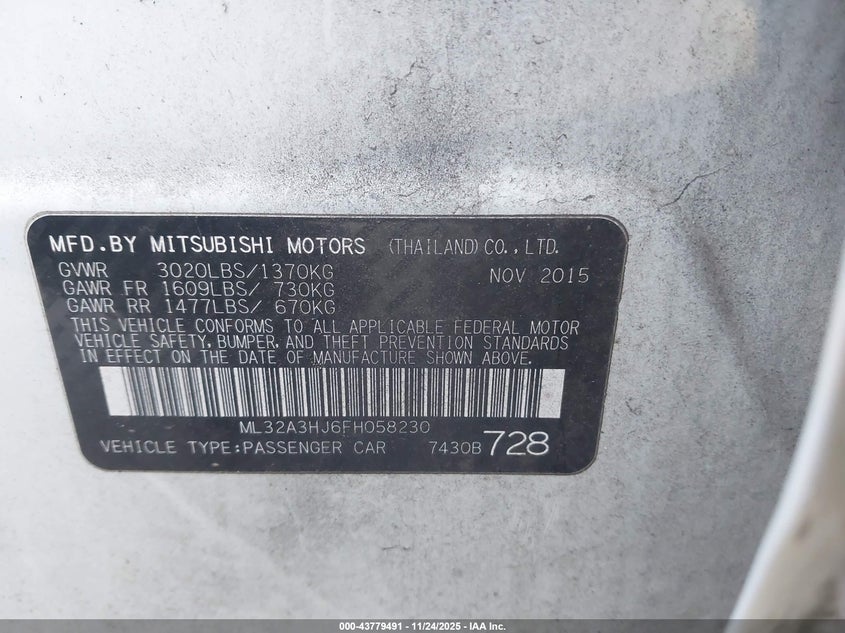 MFD.BY MITSUBISHI MOTORS (THAILAND) CO.,LTD.
GVWR 3020LBS/1370KG NOV 2015
GAWR FR 1609LBS/ 730KG
GAWR RR 1477LBS/ 670KG
THIS VEHICLE CONFORMS TO ALL APPLICABLE FEDERAL MOTOR
VEHICLE SAFETY, BUMPER, AND THEFT PREVENTION STANDARDS
IN EFFECT ON THE DATE OF MANUFACTURE SHOWN ABOVE.
ML32A3HJ6FH058230
VEHICLE TYPE:PASSENGER CAR 7430B 728
000-43779491 — 11/24/2025 — IAA Inc.